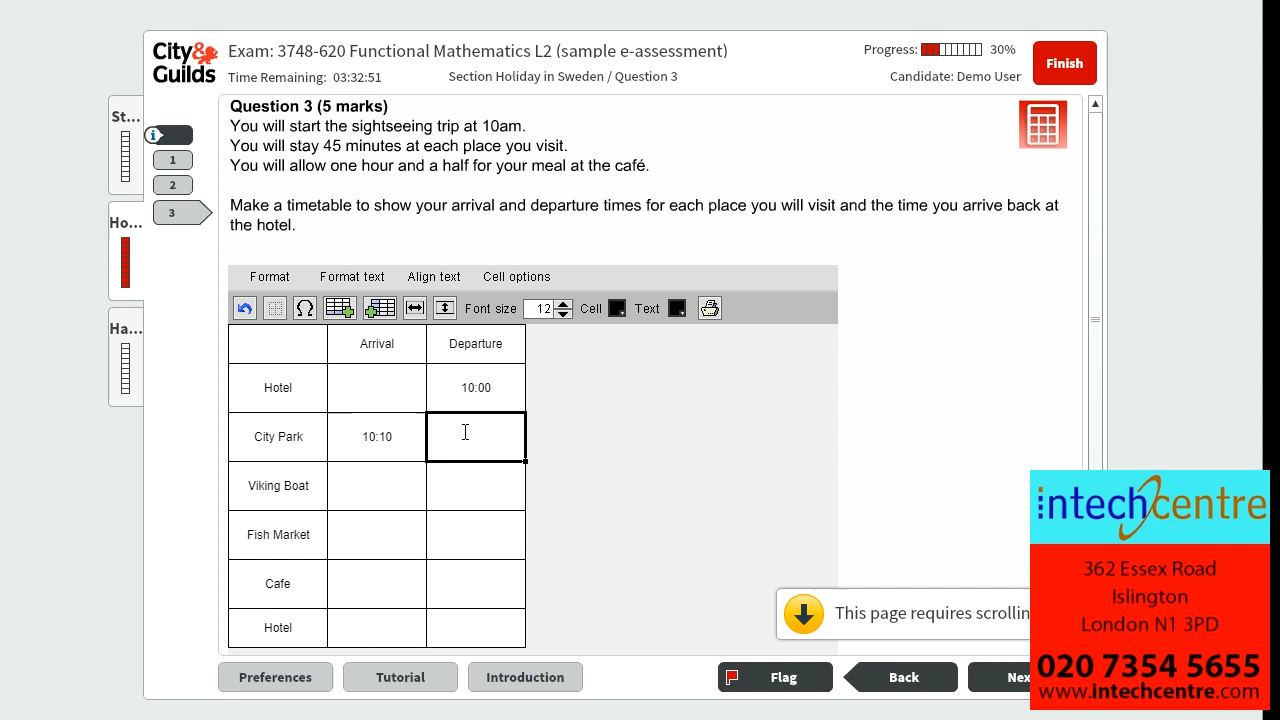 City& Guilds
Exam: 3748-620 Functional Mathematics L2 (sample e-assessment)
Time Remaining: 03:32:51
Section Holiday in Sweden / Question 3
Progress: 30%
Candidate: Demo User
Finish
St...
Ho...
Ha...
i
1
2
3
Question 3 (5 marks)
You will start the sightseeing trip at 10am.
You will stay 45 minutes at each place you visit.
You will allow one hour and a half for your meal at the café.
Make a timetable to show your arrival and departure times for each place you will visit and the time you arrive back at
the hotel.
Format Format text Align text Cell options
Ω Font size 12 Cell Text
Arrival Departure
Hotel 10:00
City Park 10:10
Viking Boat
Fish Market
Cafe
Hotel
This page requires scrollin
Preferences Tutorial Introduction Flag Back Nex
intechcentre
362 Essex Road
Islington
London N1 3PD
020 7354 5655
www.intechcentre.com